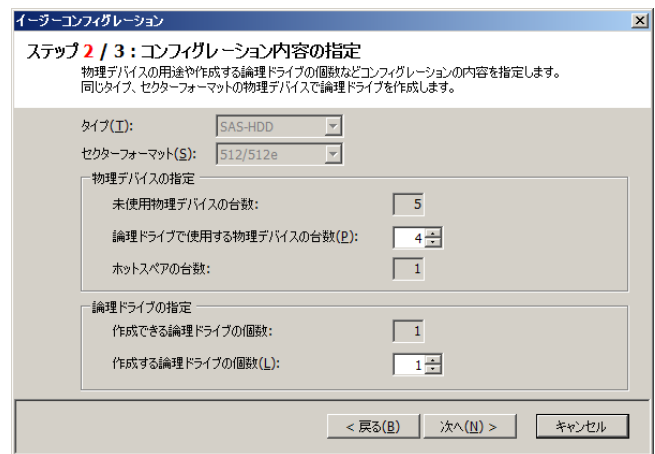 イージーコンフィグレーション
ステップ 2 / 3 : コンフィグレーション内容の指定
物理デバイスの用途や作成する論理ドライブの個数などコンフィグレーションの内容を指定します。
同じタイプ、セクターフォーマットの物理デバイスで論理ドライブを作成します。
タイプ(T): SAS-HDD
セクターフォーマット(S): 512/512e
物理デバイスの指定
未使用物理デバイスの台数: 5
論理ドライブで使用する物理デバイスの台数(P): 4
ホットスペアの台数: 1
論理ドライブの指定
作成できる論理ドライブの個数: 1
作成する論理ドライブの個数(L): 1
< 戻る(B) 次へ(N) > キャンセル